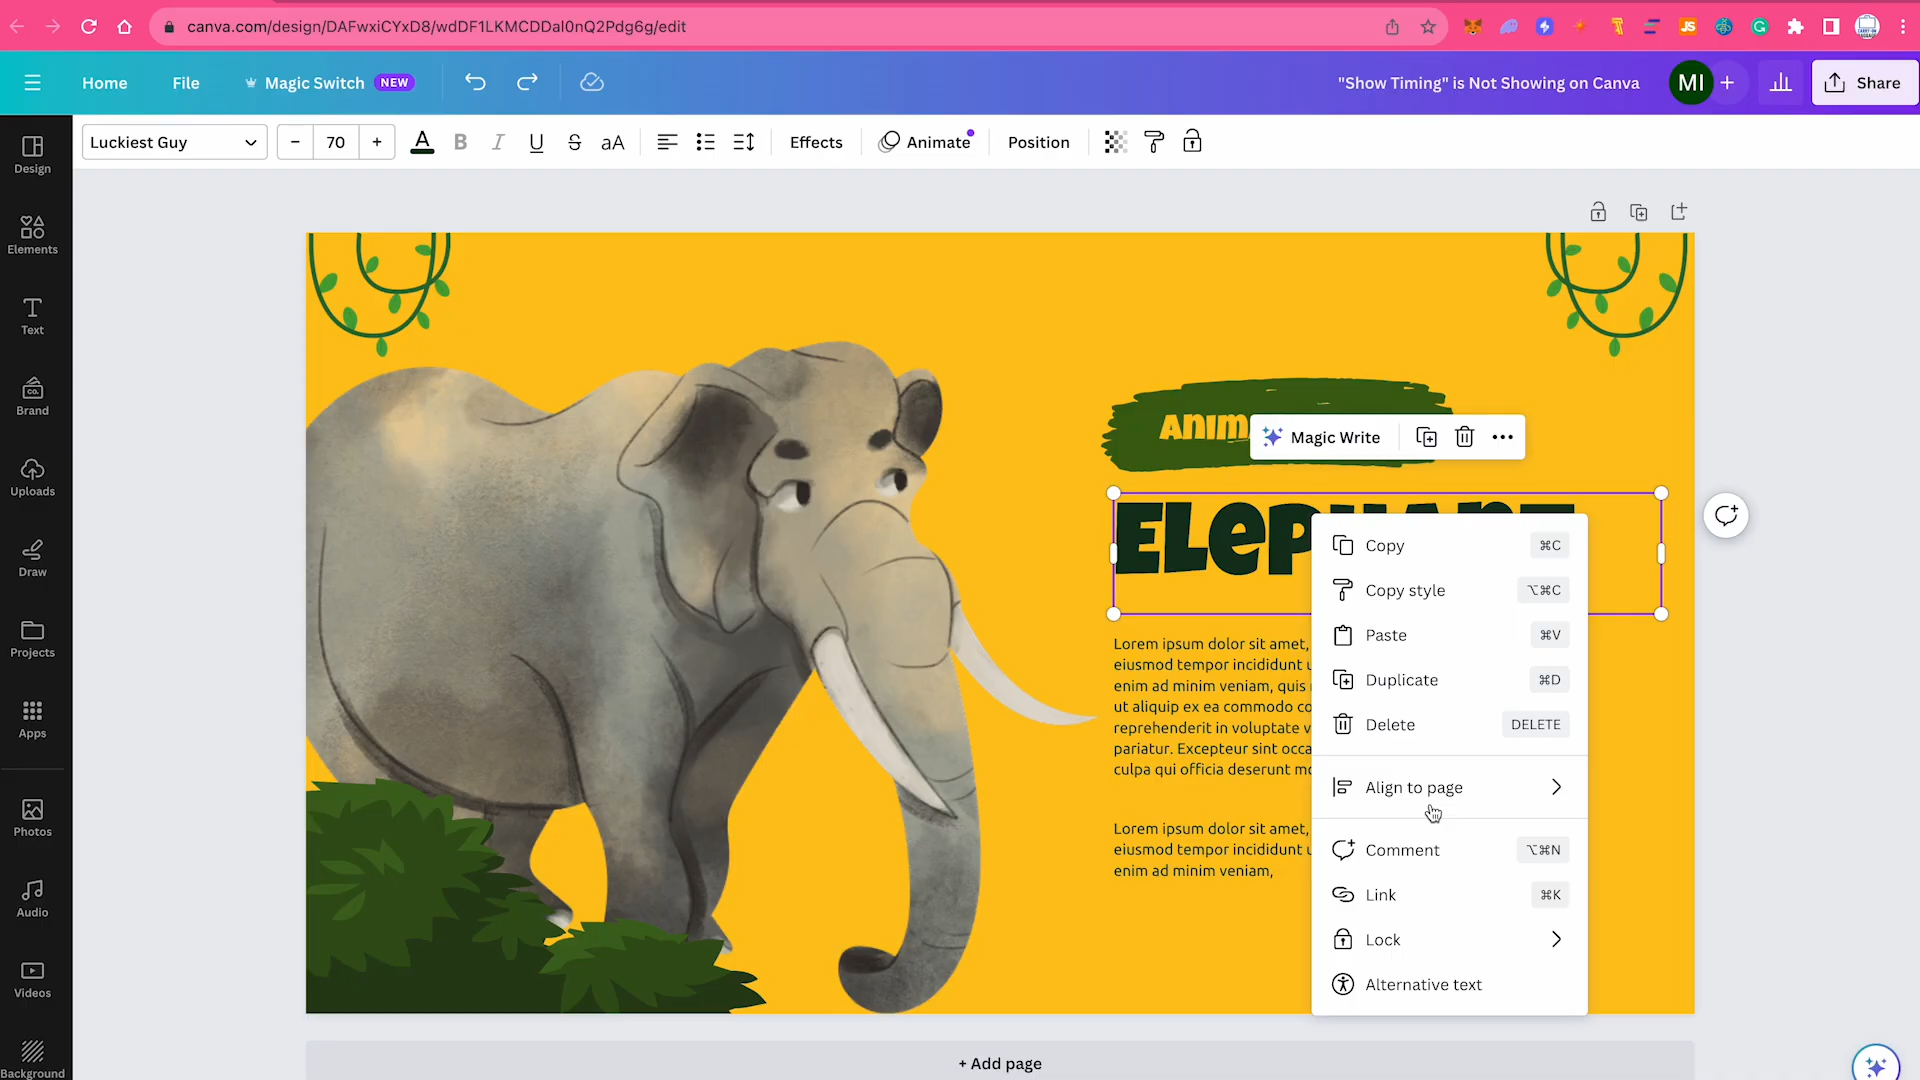 canva.com/design/DAFwxiCYxD8/wdDF1LKMCDDal0nQ2Pdg6g/edit
Home
File
Magic Switch
NEW
"Show Timing" is Not Showing on Canva
MI
+
Share
Luckiest Guy
−
70
+
A
B
I
U
S
aA
Effects
Animate
Position
Design
Elements
Text
Brand
Uploads
Draw
Projects
Apps
Photos
Audio
Videos
Background
Magic Write
Copy ⌘C
Copy style ⌥⌘C
Paste ⌘V
Duplicate ⌘D
Delete DELETE
Align to page
Comment ⌥⌘N
Link ⌘K
Lock
Alternative text
Lorem ipsum dolor sit amet,
eiusmod tempor incididunt
enim ad minim veniam, quis
ut aliquip ex ea commodo
reprehenderit in voluptate
pariatur. Excepteur sint
culpa qui officia deserunt
Lorem ipsum dolor sit amet,
eiusmod tempor incididunt
enim ad minim veniam,
+ Add page